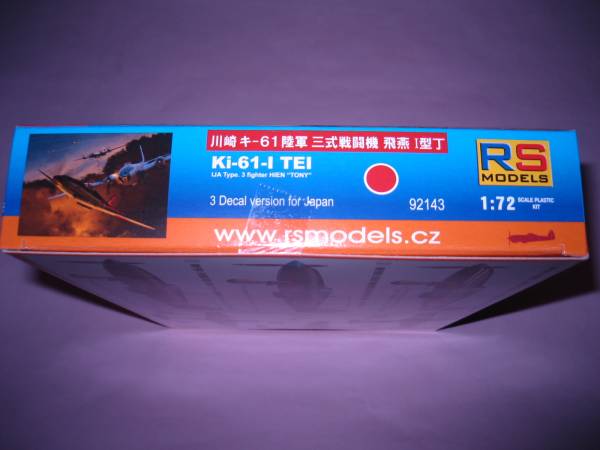 川崎 キ-61 陸軍 三式戦闘機 飛燕 I型丁
Ki-61-I TEI
IJA Type. 3 fighter HIEN "TONY"
3 Decal version for Japan
92143
www.rsmodels.cz
RS
MODELS
1:72 SCALE PLASTIC
KIT